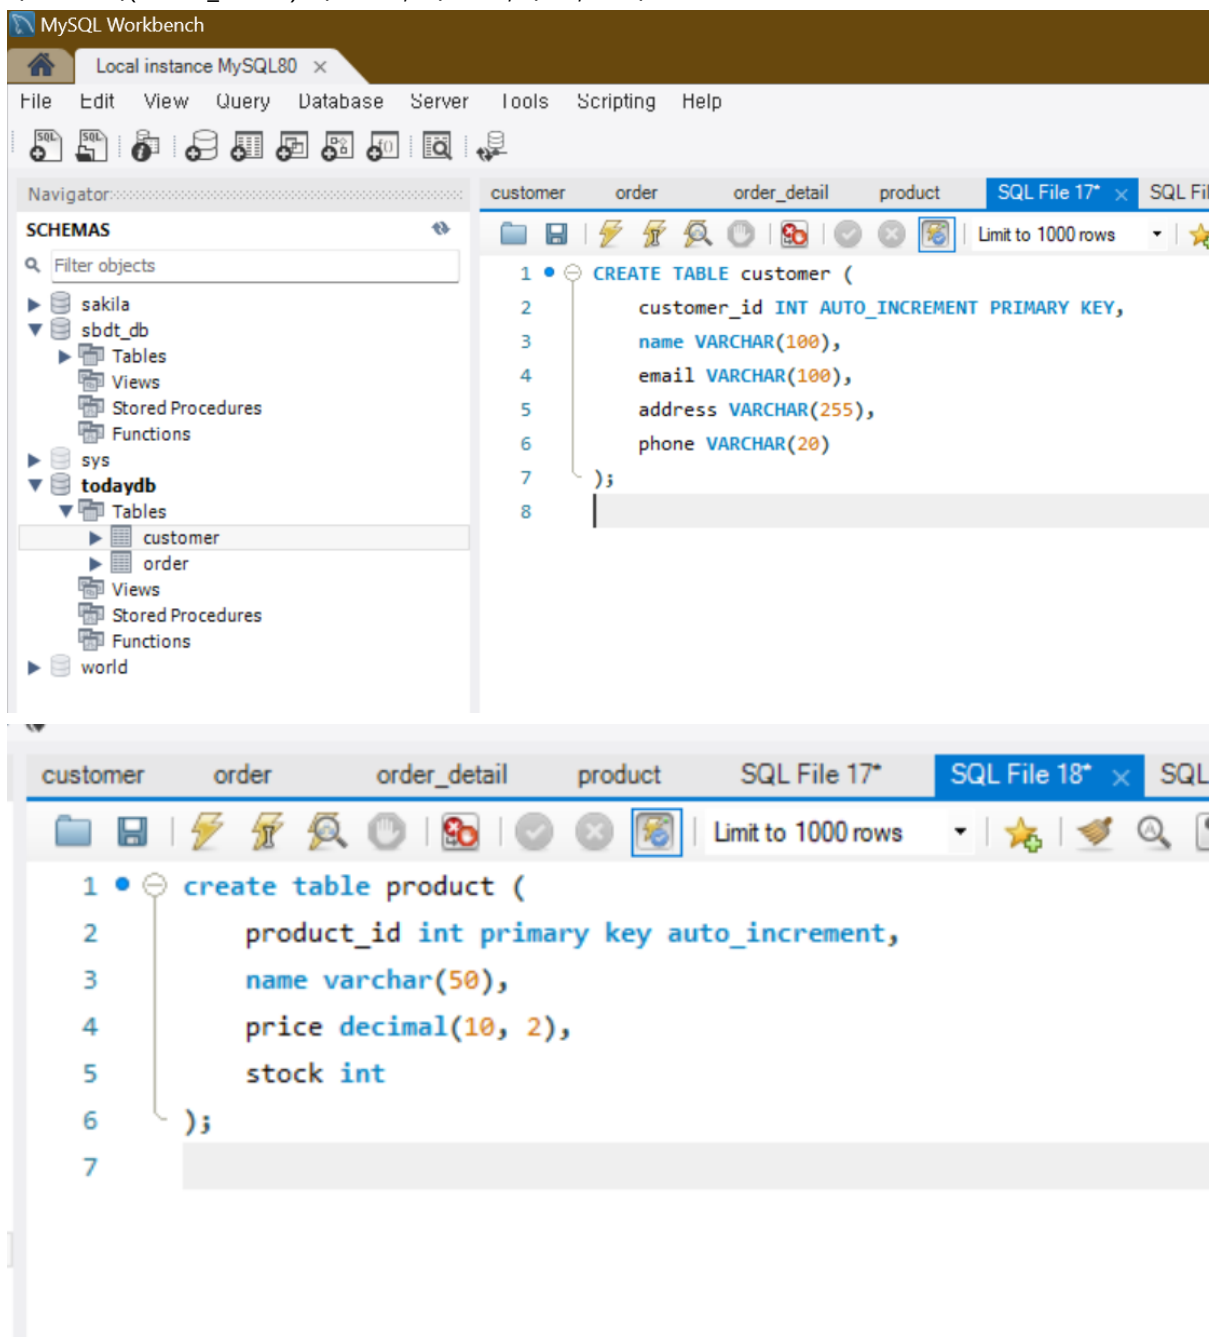 MySQL Workbench
Local instance MySQL80
File Edit View Query Database Server Tools Scripting Help
Navigator
SCHEMAS
Filter objects
sakila
sbdt_db
Tables
Views
Stored Procedures
Functions
sys
todaydb
Tables
customer
order
Views
Stored Procedures
Functions
world
customer order order_detail product SQL File 17* SQL Fil
Limit to 1000 rows
1 CREATE TABLE customer (
2 customer_id INT AUTO_INCREMENT PRIMARY KEY,
3 name VARCHAR(100),
4 email VARCHAR(100),
5 address VARCHAR(255),
6 phone VARCHAR(20)
7 );
8
customer order order_detail product SQL File 17* SQL File 18* SQL
Limit to 1000 rows
1 create table product (
2 product_id int primary key auto_increment,
3 name varchar(50),
4 price decimal(10, 2),
5 stock int
6 );
7